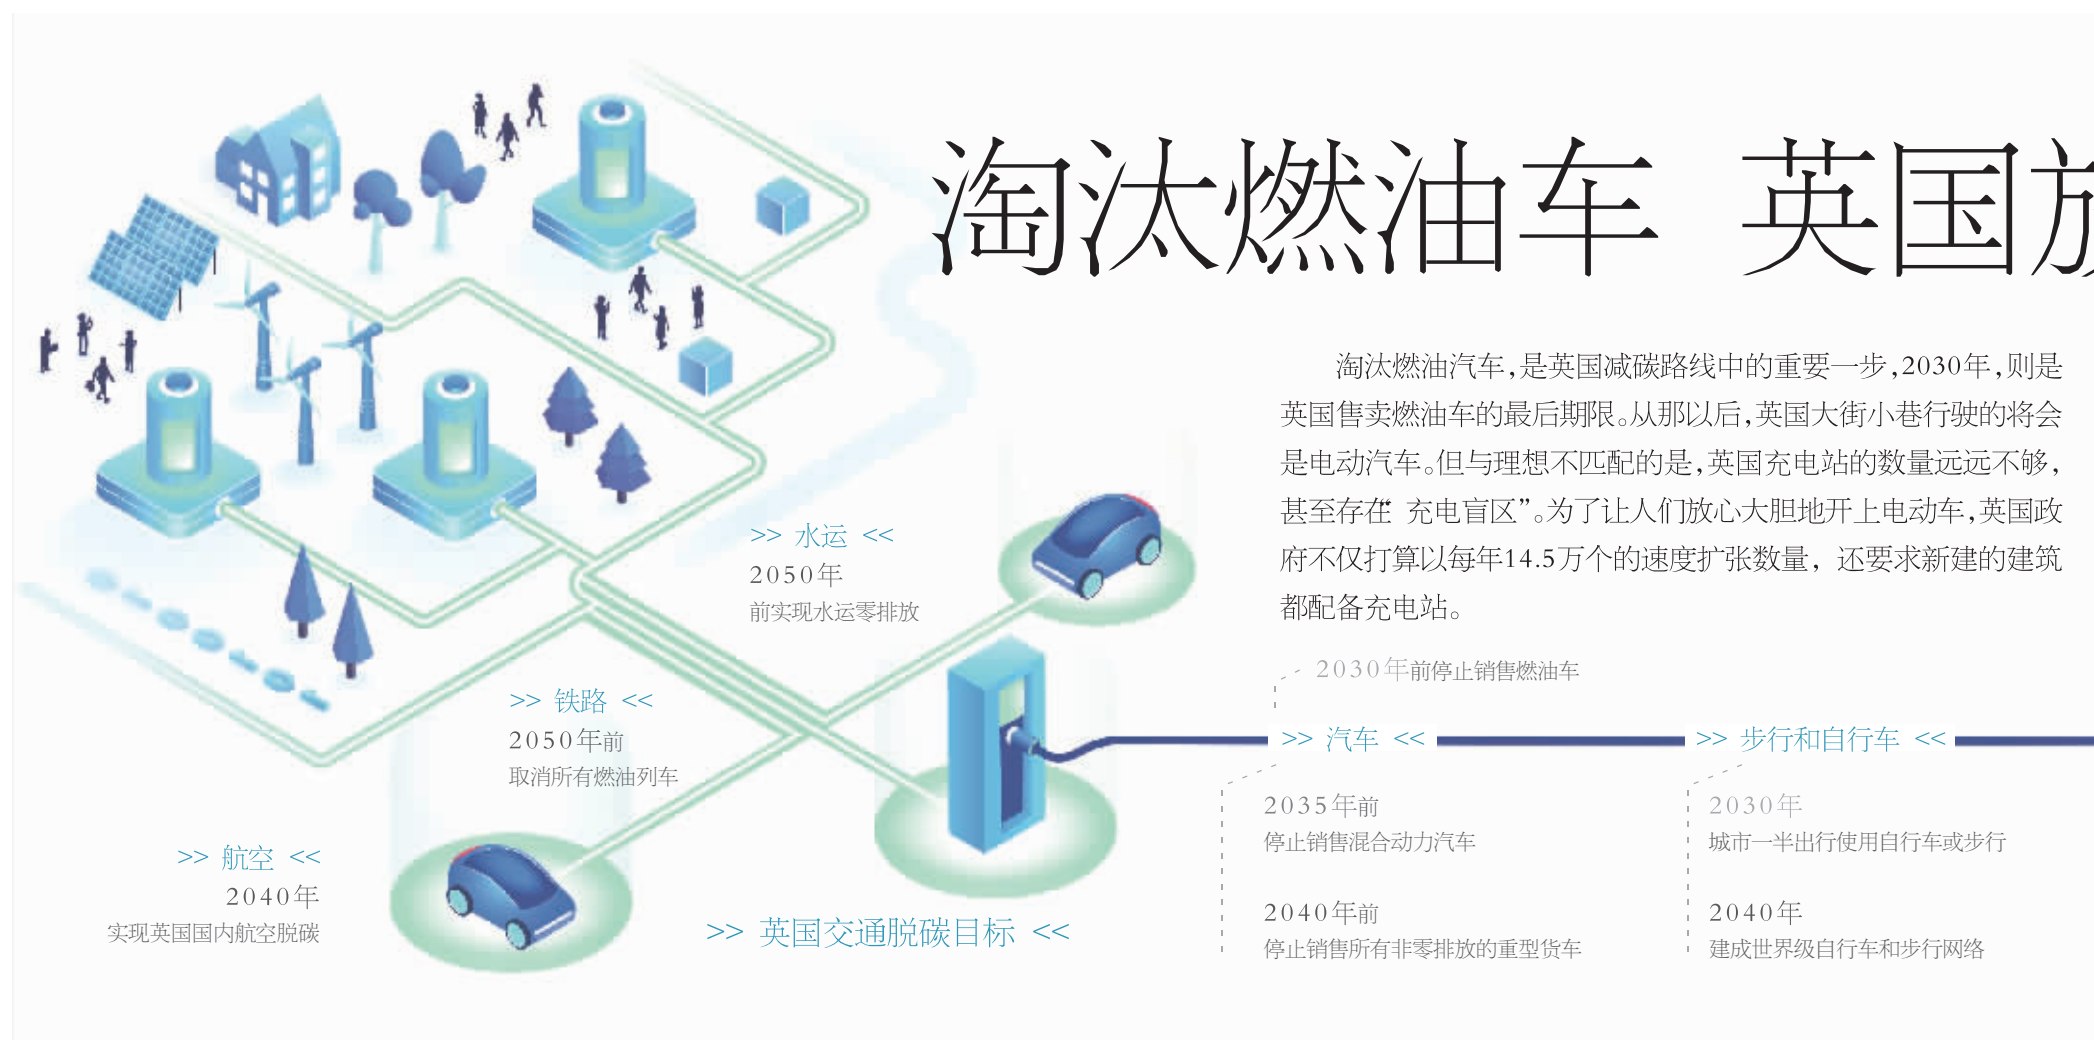 淘汰燃油车 英国
淘汰燃油汽车,是英国减碳路线中的重要一步,2030年,则是
英国售卖燃油车的最后期限。从那以后,英国大街小巷行驶的将会
是电动汽车。但与理想不匹配的是,英国充电站的数量远远不够,
甚至存在“充电盲区”。为了让人们放心大胆地开上电动车,英国政
府不仅打算以每年14.5万个的速度扩张数量, 还要求新建的建筑
都配备充电站。
>> 水运 <<
2050年
前实现水运零排放
>> 铁路 <<
2050年前
取消所有燃油列车
>> 航空 <<
2040年
实现英国国内航空脱碳
>> 英国交通脱碳目标 <<
2030年前停止销售燃油车
>> 汽车 <<
2035年前
停止销售混合动力汽车
2040年前
停止销售所有非零排放的重型货车
>> 步行和自行车 <<
2030年
城市一半出行使用自行车或步行
2040年
建成世界级自行车和步行网络